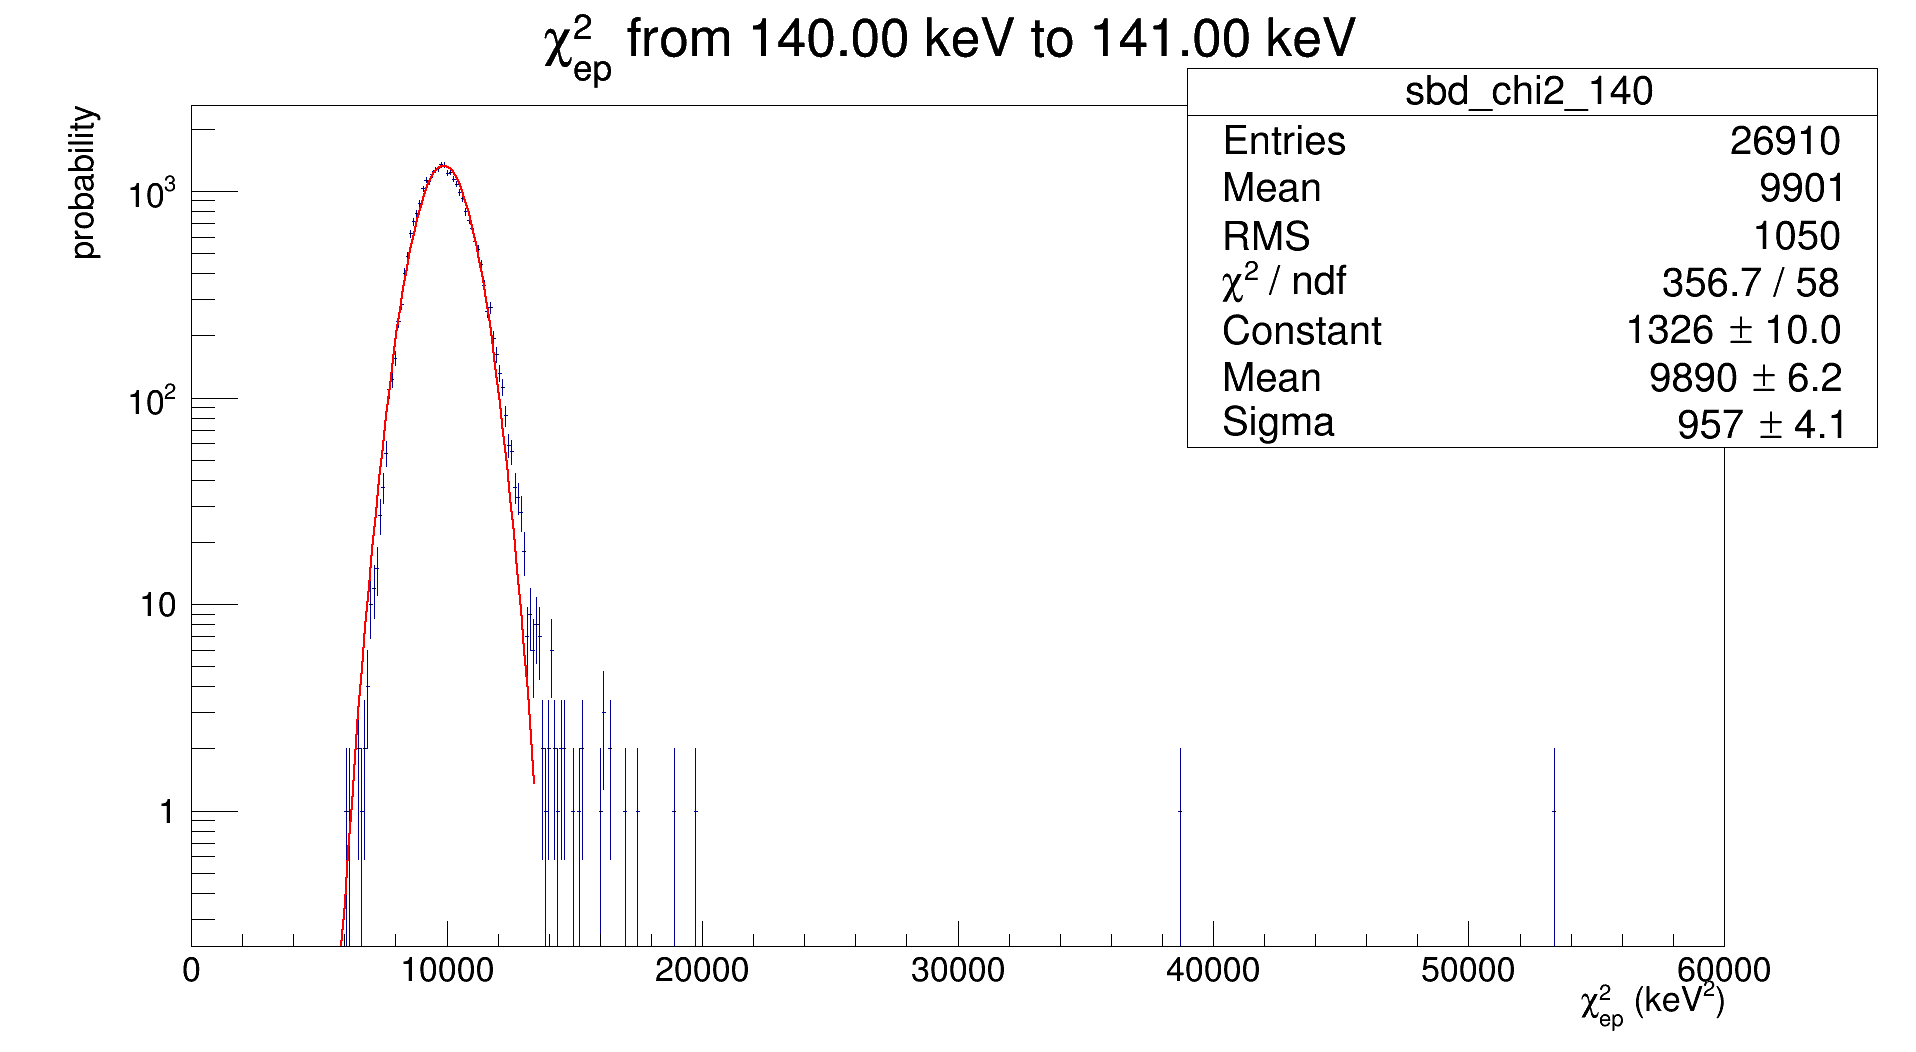 χ²ep from 140.00 keV to 141.00 keV
sbd_chi2_140
Entries 26910
Mean 9901
RMS 1050
χ² / ndf 356.7 / 58
Constant 1326 ± 10.0
Mean 9890 ± 6.2
Sigma 957 ± 4.1
probability
10³
10²
10
1
0 10000 20000 30000 40000 50000 60000
χ²ep (keV²)